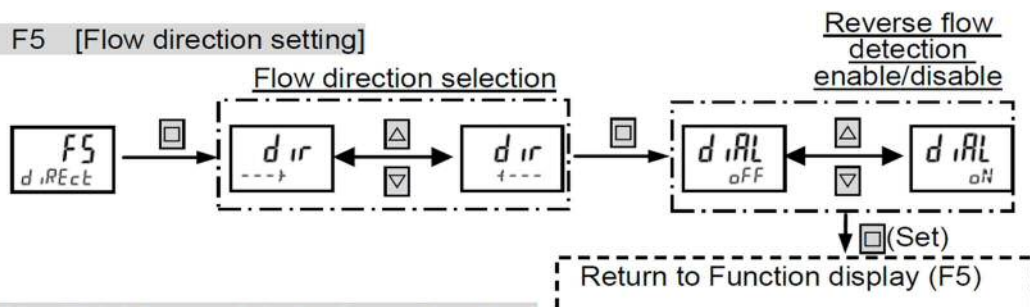 F5 [Flow direction setting]
Reverse flow
detection
enable/disable
Flow direction selection
F5
diREct
dir
dir
diAL
oFF
diAL
oN
(Set)
Return to Function display (F5)